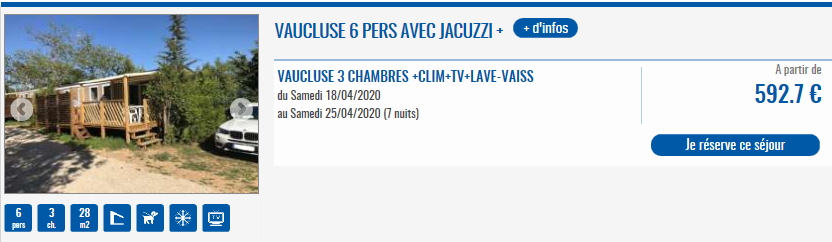 VAUCLUSE 6 PERS AVEC JACUZZI +
+ d'infos
VAUCLUSE 3 CHAMBRES +CLIM+TV+LAVE-VAISS
du Samedi 18/04/2020
au Samedi 25/04/2020 (7 nuits)
A partir de
592.7 €
Je réserve ce séjour
6
pers
3
ch.
28
m2
TV